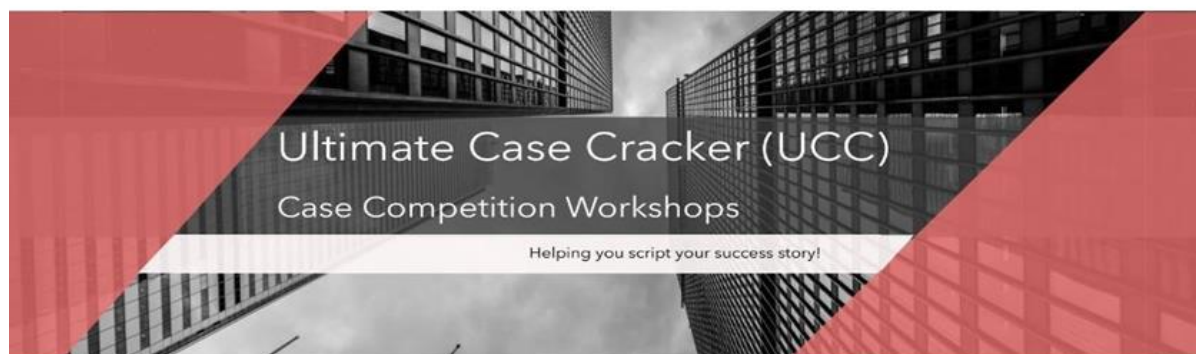 Ultimate Case Cracker (UCC)
Case Competition Workshops
Helping you script your success story!